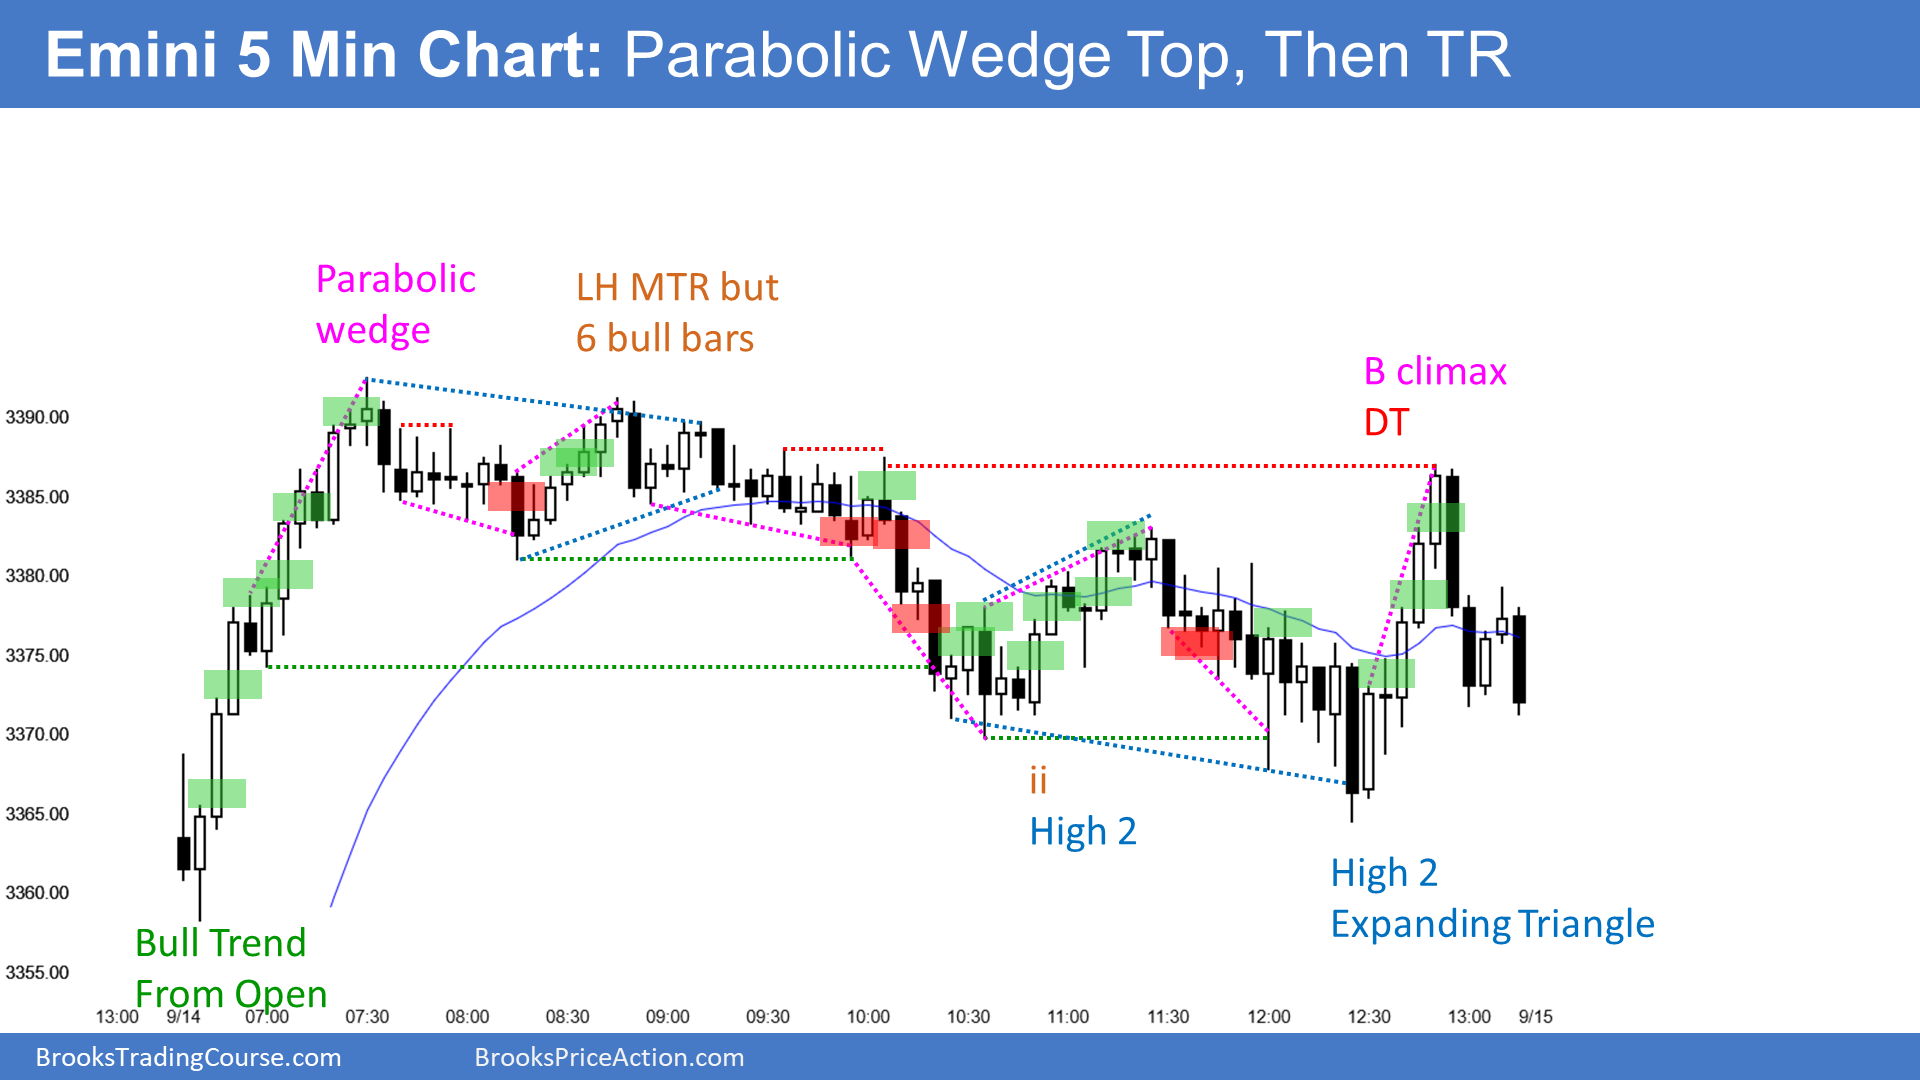 Emini 5 Min Chart: Parabolic Wedge Top, Then TR
Parabolic
wedge
LH MTR but
6 bull bars
B climax
DT
3390.00
3385.00
3380.00
3375.00
3370.00
3365.00
3360.00
3355.00
ii
High 2
High 2
Expanding Triangle
Bull Trend
From Open
13:00 9/14 07:00 07:30 08:00 08:30 09:00 09:30 10:00 10:30 11:00 11:30 12:00 12:30 13:00 9/15
BrooksTradingCourse.com BrooksPriceAction.com